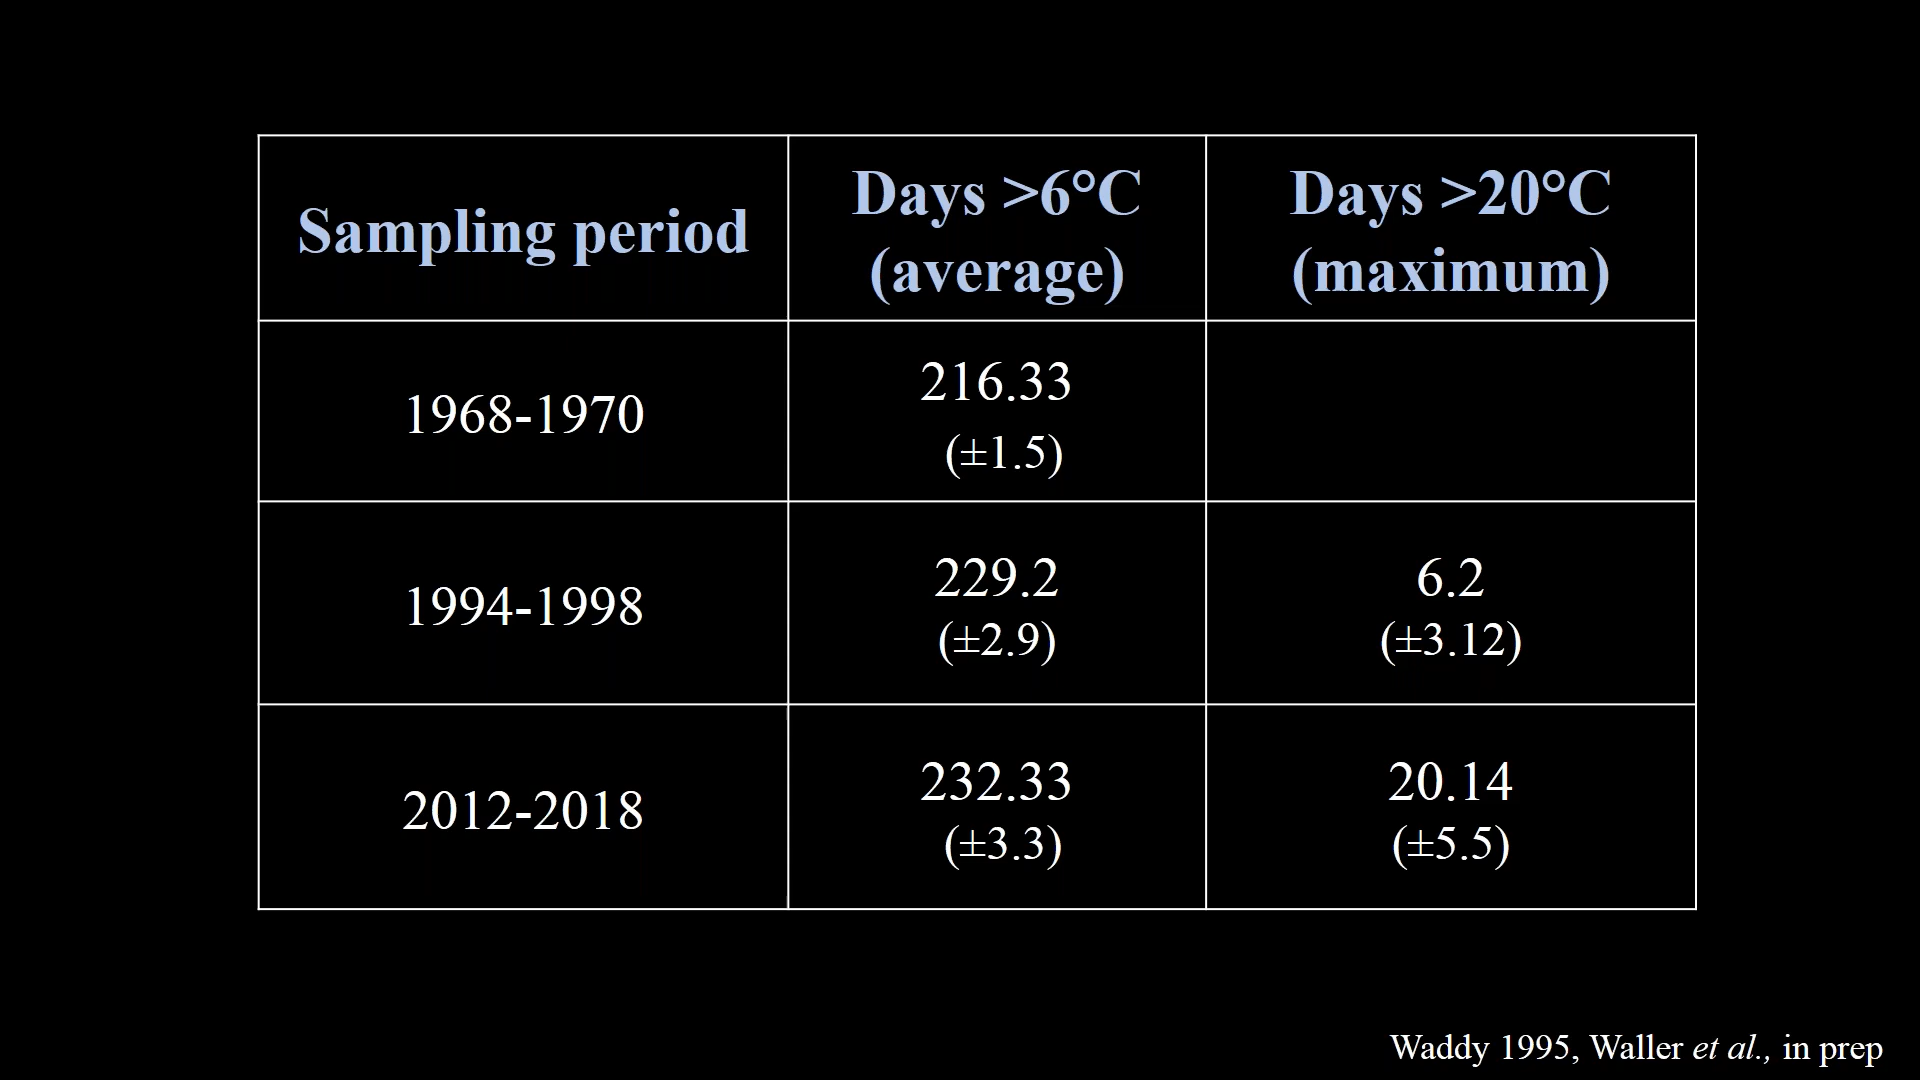 Sampling period
Days >6°C
(average)
Days >20°C
(maximum)
1968-1970
216.33
(±1.5)
1994-1998
229.2
(±2.9)
6.2
(±3.12)
2012-2018
232.33
(±3.3)
20.14
(±5.5)
Waddy 1995, Waller et al., in prep